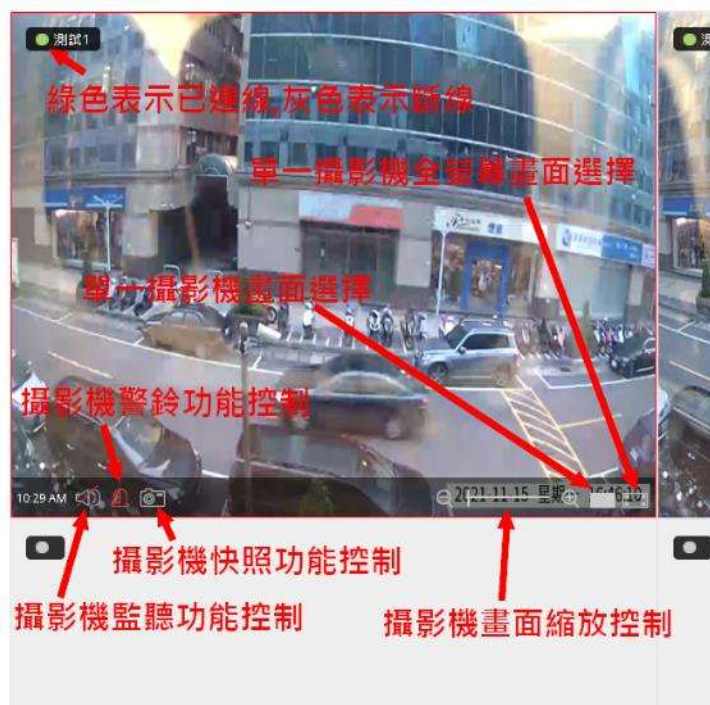 測試1
綠色表示已連線,灰色表示斷線
單一攝影機全螢幕畫面選擇
單一攝影機畫面選擇
攝影機警鈴功能控制
10:29 AM
2021-11-15 星期一 16:46:10
攝影機快照功能控制
攝影機監聽功能控制
攝影機畫面縮放控制